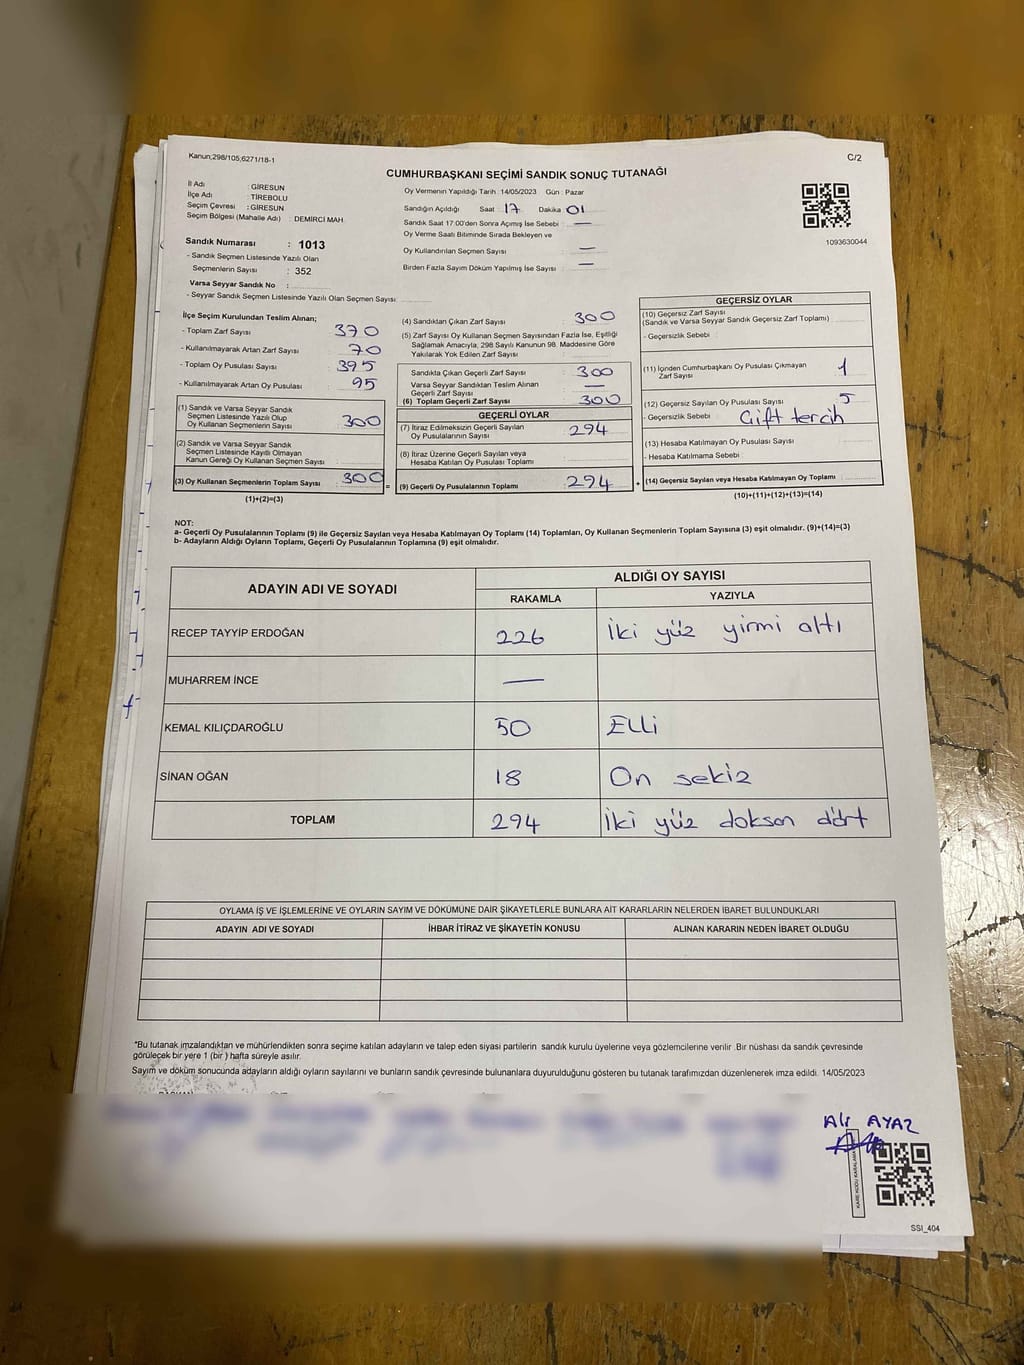 Kanun,298/105,6271/18-1
C/2
CUMHURBAŞKANI SEÇİMİ SANDIK SONUÇ TUTANAĞI
İl Adı : GİRESUN
İlçe Adı : TİREBOLU
Seçim Çevresi : GİRESUN
Seçim Bölgesi (Mahalle Adı) : DEMİRCİ MAH.
Sandık Numarası : 1013
- Sandık Seçmen Listesinde Yazılı Olan
Seçmenlerin Sayısı : 352
Varsa Seyyar Sandık No :
- Seyyar Sandık Seçmen Listesinde Yazılı Olan Seçmen Sayısı :
Oy Vermenin Yapıldığı Tarih : 14/05/2023 Gün : Pazar
Sandığın Açıldığı Saat : 17 Dakika : 01
Sandık Saat 17:00'den Sonra Açımış İse Sebebi : —
Oy Verme Saati Bitiminde Sırada Bekleyen ve
Oy Kullandırılan Seçmen Sayısı : —
Birden Fazla Sayım Döküm Yapılmış İse Sayısı : —
1093630044
İlçe Seçim Kurulundan Teslim Alınan;
- Toplam Zarf Sayısı : 370
- Kullanılmayarak Artan Zarf Sayısı : 70
- Toplam Oy Pusulası Sayısı : 395
- Kullanılmayarak Artan Oy Pusulası : 95
(1) Sandık ve Varsa Seyyar Sandık
Seçmen Listesinde Yazılı Olup
Oy Kullanan Seçmenlerin Sayısı : 300
(2) Sandık ve Varsa Seyyar Sandık
Seçmen Listesinde Kayıtlı Olmayan
Kanun Gereği Oy Kullanan Seçmen Sayısı :
(3) Oy Kullanan Seçmenlerin Toplam Sayısı : 300
(1)+(2)=(3)
(4) Sandıktan Çıkan Zarf Sayısı : 300
(5) Zarf Sayısı Oy Kullanan Seçmen Sayısından Fazla İse, Eşitliği
Sağlamak Amacıyla, 298 Sayılı Kanunun 98. Maddesine Göre
Yakılarak Yok Edilen Zarf Sayısı :
Sandıkta Çıkan Geçerli Zarf Sayısı : 300
Varsa Seyyar Sandıktan Teslim Alınan
Geçerli Zarf Sayısı : —
(6) Toplam Geçerli Zarf Sayısı : 300
GEÇERLİ OYLAR
(7) İtiraz Edilmeksizin Geçerli Sayılan
Oy Pusulalarının Sayısı : 294
(8) İtiraz Üzerine Geçerli Sayılan veya
Hesaba Katılan Oy Pusulaları Toplamı :
= (9) Geçerli Oy Pusulalarının Toplamı : 294
GEÇERSİZ OYLAR
(10) Geçersiz Zarf Sayısı
(Sandık ve Varsa Seyyar Sandık Geçersiz Zarf Toplamı) :
- Geçersizlik Sebebi :
(11) İçinden Cumhurbaşkanı Oy Pusulası Çıkmayan
Zarf Sayısı : 1
(12) Geçersiz Sayılan Oy Pusulası Sayısı : 5
- Geçersizlik Sebebi : Çift tercih
(13) Hesaba Katılmayan Oy Pusulası Sayısı :
- Hesaba Katılmama Sebebi :
+ (14) Geçersiz Sayılan veya Hesaba Katılmayan Oy Toplamı :
(10)+(11)+(12)+(13)=(14)
NOT:
a- Geçerli Oy Pusulalarının Toplamı (9) ile Geçersiz Sayılan veya Hesaba Katılmayan Oy Toplamı (14) Toplamları, Oy Kullanan Seçmenlerin Toplam Sayısına (3) eşit olmalıdır. (9)+(14)=(3)
b- Adayların Aldığı Oyların Toplamı, Geçerli Oy Pusulalarının Toplamına (9) eşit olmalıdır.
ADAYIN ADI VE SOYADI ALDIĞI OY SAYISI
RAKAMLA YAZIYLA
RECEP TAYYİP ERDOĞAN 226 İki yüz yirmi altı
MUHARREM İNCE —
KEMAL KILIÇDAROĞLU 50 Elli
SİNAN OĞAN 18 On sekiz
TOPLAM 294 İki yüz doksan dört
OYLAMA İŞ VE İŞLEMLERİNE VE OYLARIN SAYIM VE DÖKÜMÜNE DAİR ŞİKAYETLERLE BUNLARA AİT KARARLARIN NELERDEN İBARET BULUNDUKLARI
ADAYIN ADI VE SOYADI İHBAR İTİRAZ VE ŞİKAYETİN KONUSU ALINAN KARARIN NEDEN İBARET OLDUĞU
*Bu tutanak imzalandıktan ve mühürlendikten sonra seçime katılan adayların ve talep eden siyasi partilerin sandık kurulu üyelerine veya gözlemcilerine verilir .Bir nüshası da sandık çevresinde
görülecek bir yere 1 (bir ) hafta süreyle asılır.
Sayım ve döküm sonucunda adayların aldığı oyların sayılarını ve bunların sandık çevresinde bulunanlara duyurulduğunu gösteren bu tutanak tarafımızdan düzenlenerek imza edildi. 14/05/2023
Ali AYAZ
SSI_404